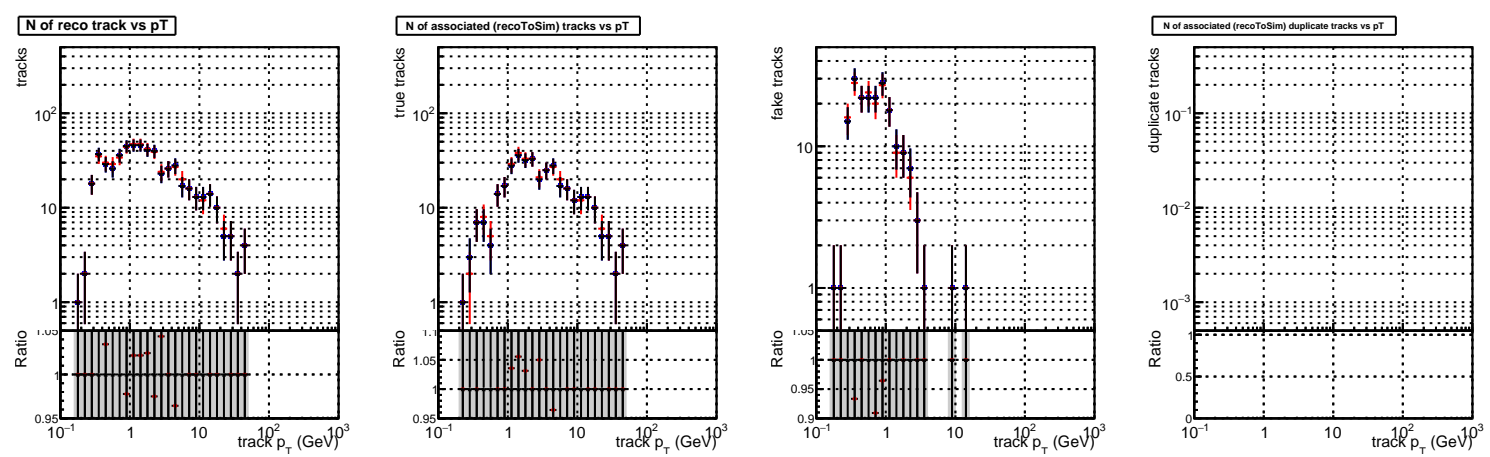 N of reco track vs pT
tracks
10²
10
1
Ratio
1.05
1
0.95
10⁻¹ 1 10 10² 10³
track p_T (GeV)
N of associated (recoToSim) tracks vs pT
true tracks
10²
10
1
Ratio
1.1
1.05
1
0.95
10⁻¹ 1 10 10² 10³
track p_T (GeV)
fake tracks
10
1
Ratio
1.05
1
0.95
0.9
10⁻¹ 1 10 10² 10³
track p_T (GeV)
N of associated (recoToSim) duplicate tracks vs pT
duplicate tracks
10⁻¹
10⁻²
10⁻³
Ratio
1
0.5
0
10⁻¹ 1 10 10² 10³
track p_T (GeV)